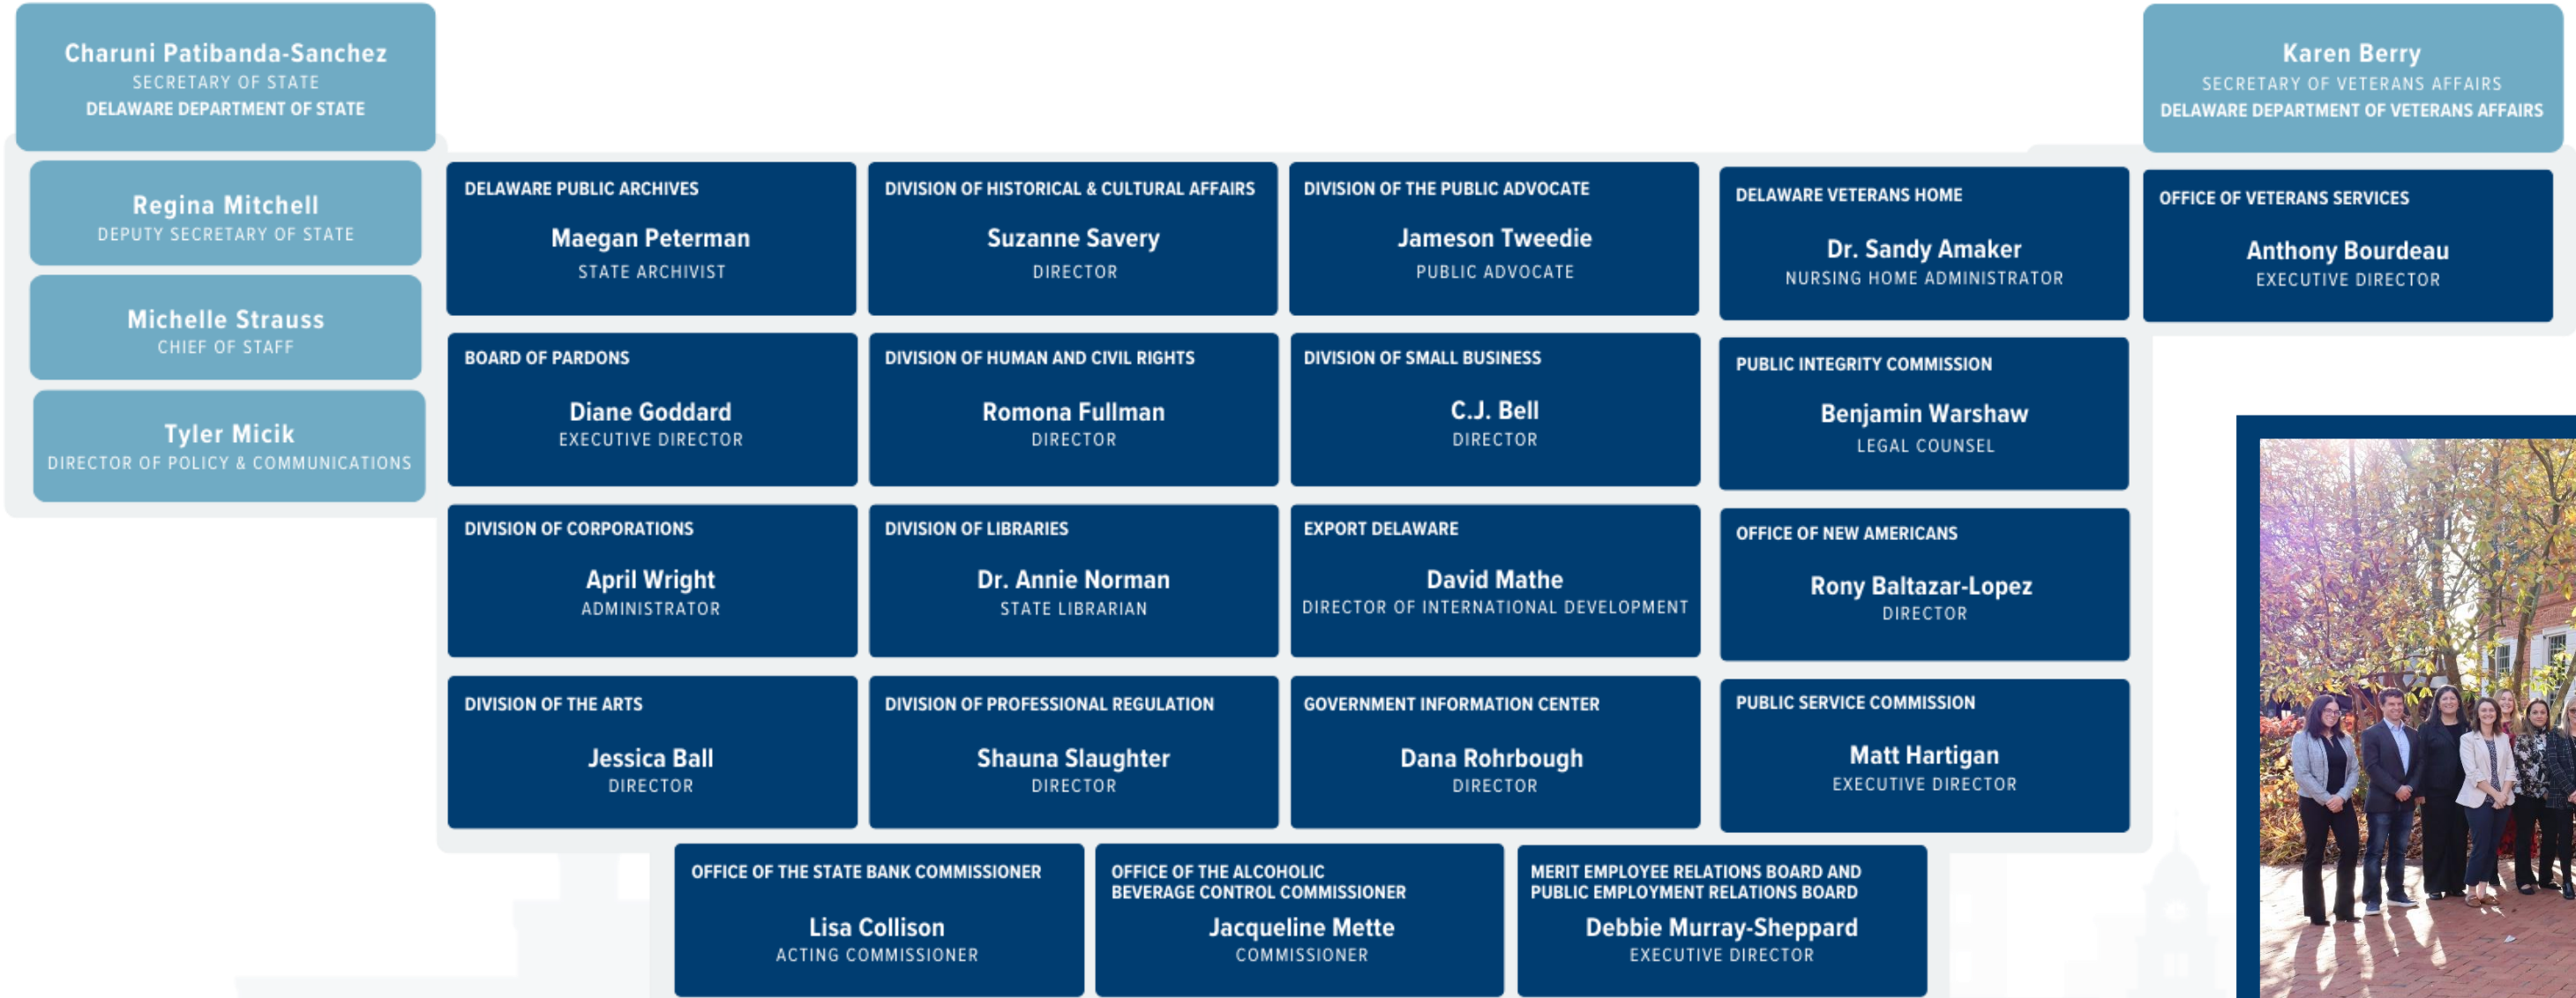 Charuni Patibanda-Sanchez
SECRETARY OF STATE
DELAWARE DEPARTMENT OF STATE
Regina Mitchell
DEPUTY SECRETARY OF STATE
Michelle Strauss
CHIEF OF STAFF
Tyler Micik
DIRECTOR OF POLICY & COMMUNICATIONS
Karen Berry
SECRETARY OF VETERANS AFFAIRS
DELAWARE DEPARTMENT OF VETERANS AFFAIRS
DELAWARE PUBLIC ARCHIVES
Maegan Peterman
STATE ARCHIVIST
DIVISION OF HISTORICAL & CULTURAL AFFAIRS
Suzanne Savery
DIRECTOR
DIVISION OF THE PUBLIC ADVOCATE
Jameson Tweedie
PUBLIC ADVOCATE
DELAWARE VETERANS HOME
Dr. Sandy Amaker
NURSING HOME ADMINISTRATOR
OFFICE OF VETERANS SERVICES
Anthony Bourdeau
EXECUTIVE DIRECTOR
BOARD OF PARDONS
Diane Goddard
EXECUTIVE DIRECTOR
DIVISION OF HUMAN AND CIVIL RIGHTS
Romona Fullman
DIRECTOR
DIVISION OF SMALL BUSINESS
C.J. Bell
DIRECTOR
PUBLIC INTEGRITY COMMISSION
Benjamin Warshaw
LEGAL COUNSEL
DIVISION OF CORPORATIONS
April Wright
ADMINISTRATOR
DIVISION OF LIBRARIES
Dr. Annie Norman
STATE LIBRARIAN
EXPORT DELAWARE
David Mathe
DIRECTOR OF INTERNATIONAL DEVELOPMENT
OFFICE OF NEW AMERICANS
Rony Baltazar-Lopez
DIRECTOR
DIVISION OF THE ARTS
Jessica Ball
DIRECTOR
DIVISION OF PROFESSIONAL REGULATION
Shauna Slaughter
DIRECTOR
GOVERNMENT INFORMATION CENTER
Dana Rohrbough
DIRECTOR
PUBLIC SERVICE COMMISSION
Matt Hartigan
EXECUTIVE DIRECTOR
OFFICE OF THE STATE BANK COMMISSIONER
Lisa Collison
ACTING COMMISSIONER
OFFICE OF THE ALCOHOLIC
BEVERAGE CONTROL COMMISSIONER
Jacqueline Mette
COMMISSIONER
MERIT EMPLOYEE RELATIONS BOARD AND
PUBLIC EMPLOYMENT RELATIONS BOARD
Debbie Murray-Sheppard
EXECUTIVE DIRECTOR